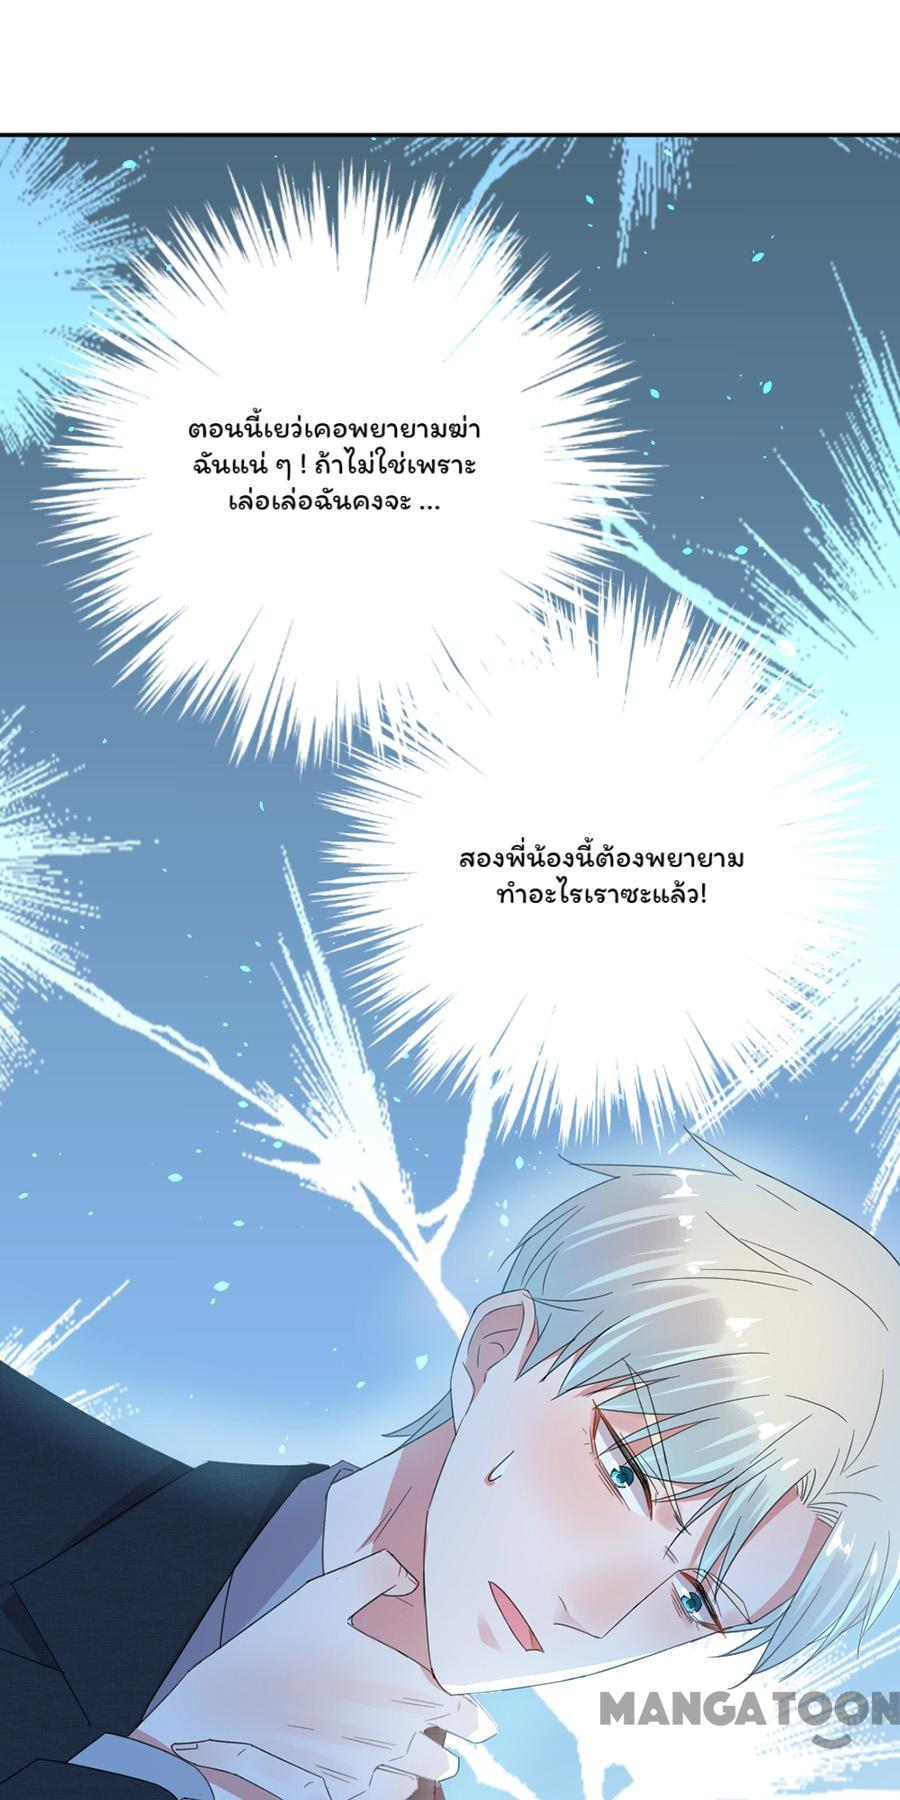 ตอนนี้เยว่เคอพยายามฆ่า
ฉันแน่ ๆ ! ถ้าไม่ใช่เพราะ
เล่อเล่อฉันคงจะ ...
สองพี่น้องนี้ต้องพยายาม
ทำอะไรเราซะแล้ว!
MANGA TOON